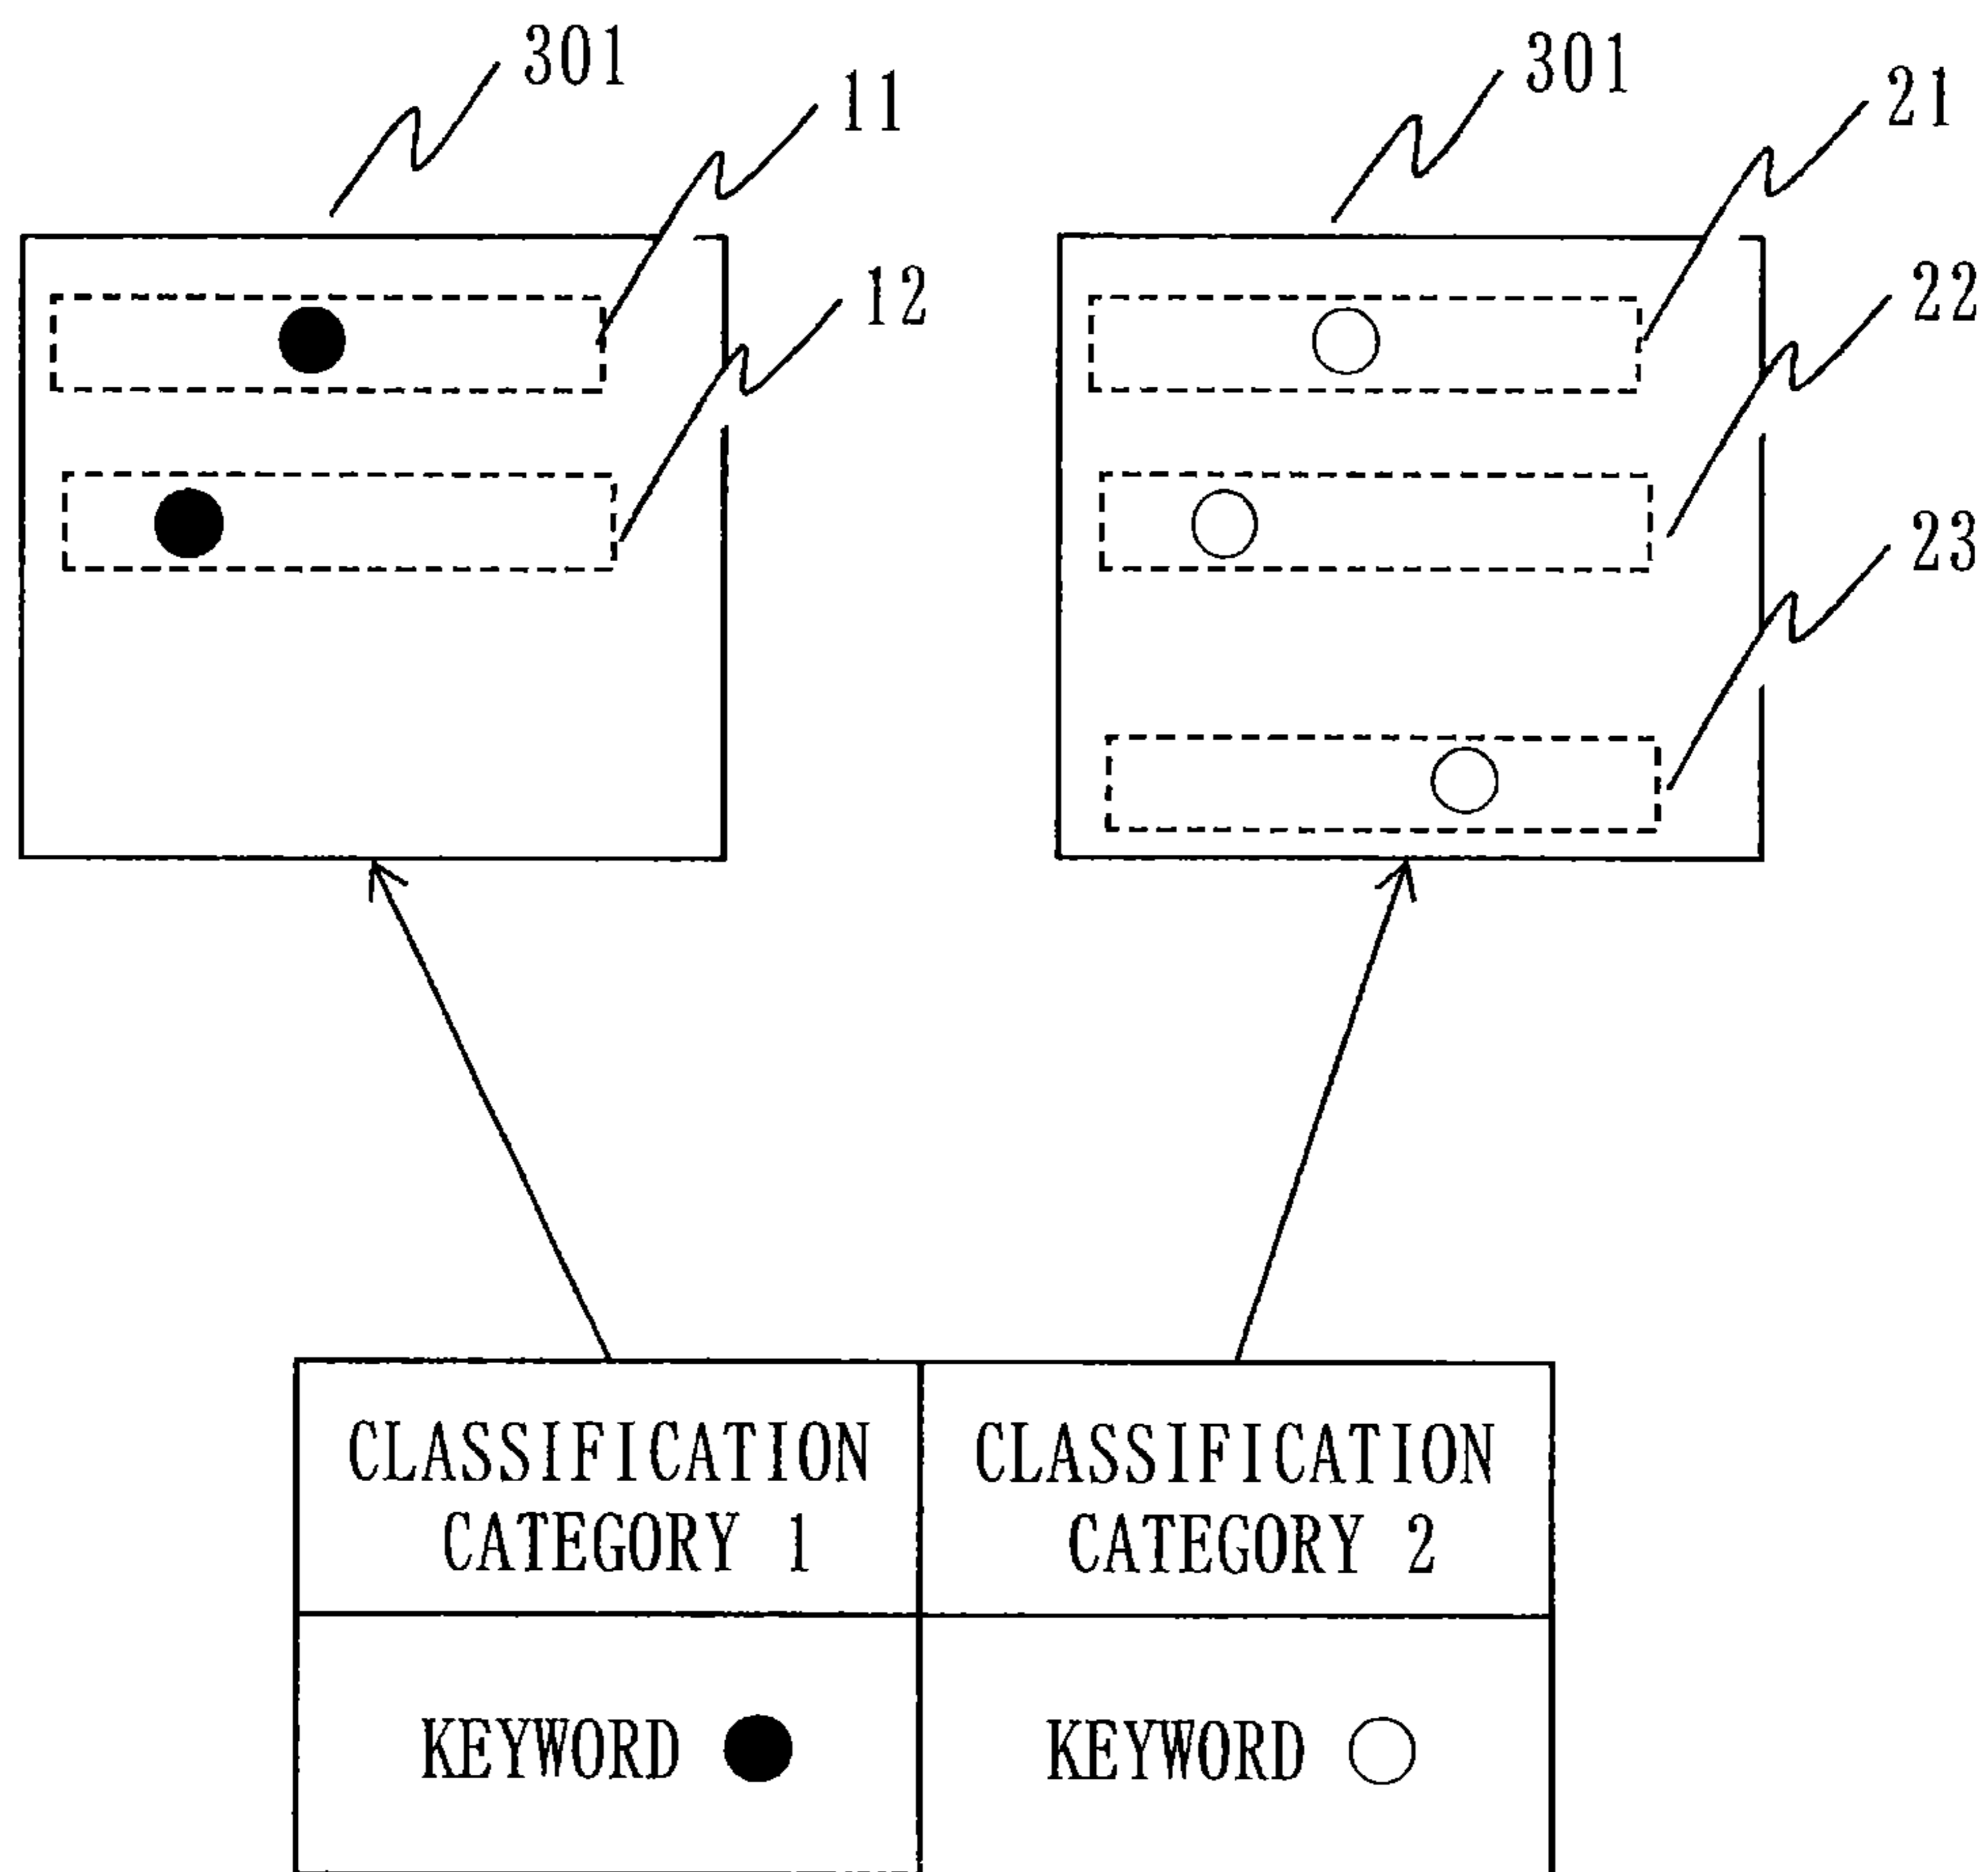 301
11
12
301
21
22
23
CLASSIFICATION
CATEGORY 1
CLASSIFICATION
CATEGORY 2
KEYWORD
KEYWORD